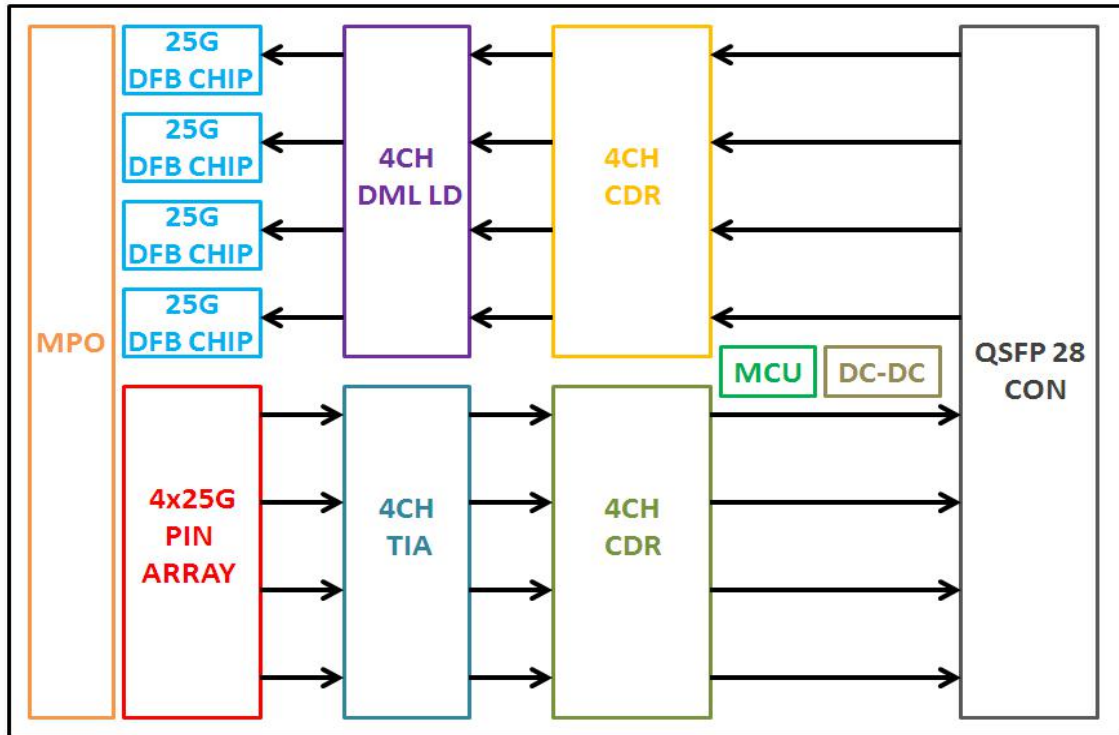 25G
DFB CHIP
25G
DFB CHIP
25G
DFB CHIP
25G
DFB CHIP
4CH
DML LD
4CH
CDR
MPO
QSFP 28
CON
MCU
DC-DC
4x25G
PIN
ARRAY
4CH
TIA
4CH
CDR